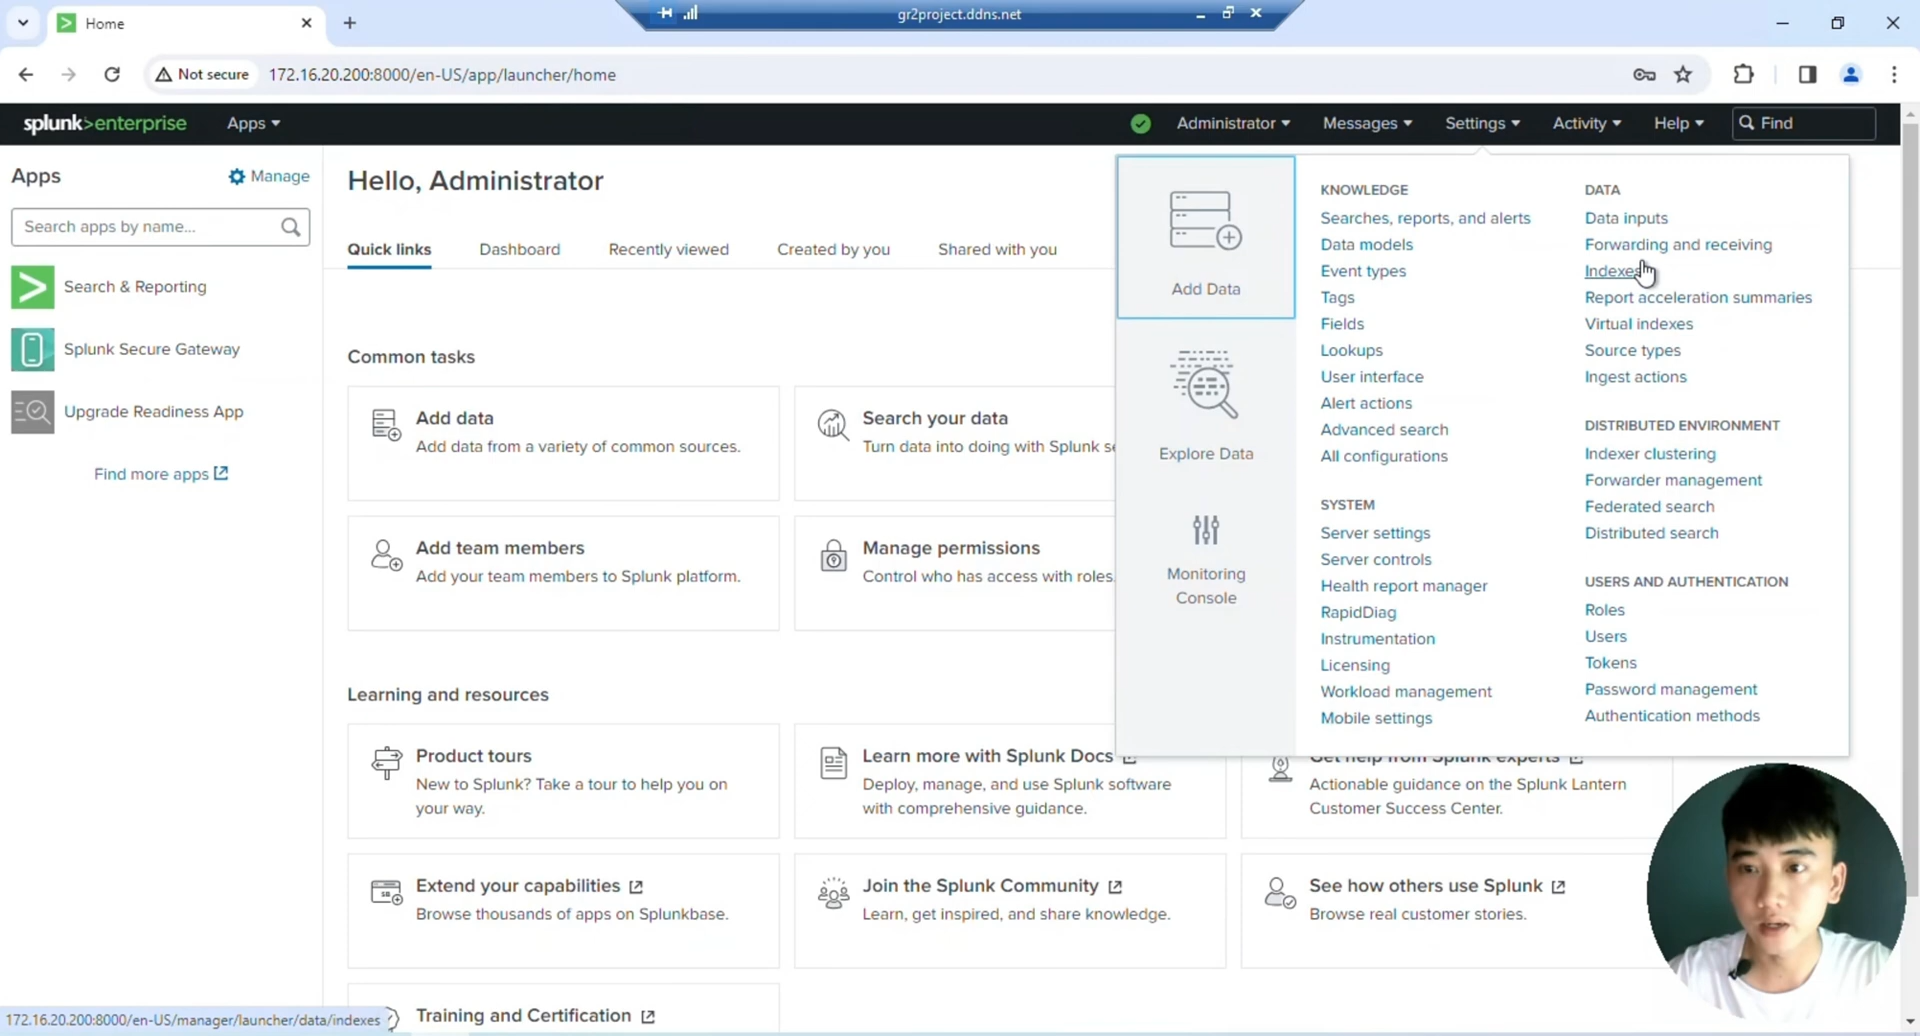 Home
gr2project.ddns.net
Not secure
172.16.20.200:8000/en-US/app/launcher/home
splunk>enterprise
Apps
Administrator
Messages
Settings
Activity
Help
Find
Apps
Manage
Search apps by name...
Search & Reporting
Splunk Secure Gateway
Upgrade Readiness App
Find more apps
Hello, Administrator
Quick links
Dashboard
Recently viewed
Created by you
Shared with you
Common tasks
Add data
Add data from a variety of common sources.
Search your data
Turn data into doing with Splunk
Add team members
Add your team members to Splunk platform.
Manage permissions
Control who has access with roles.
Learning and resources
Product tours
New to Splunk? Take a tour to help you on
your way.
Learn more with Splunk Docs
Deploy, manage, and use Splunk software
with comprehensive guidance.
Get help from Splunk experts
Actionable guidance on the Splunk Lantern
Customer Success Center.
Extend your capabilities
Browse thousands of apps on Splunkbase.
Join the Splunk Community
Learn, get inspired, and share knowledge.
See how others use Splunk
Browse real customer stories.
Training and Certification
Add Data
Explore Data
Monitoring
Console
KNOWLEDGE
Searches, reports, and alerts
Data models
Event types
Tags
Fields
Lookups
User interface
Alert actions
Advanced search
All configurations
SYSTEM
Server settings
Server controls
Health report manager
RapidDiag
Instrumentation
Licensing
Workload management
Mobile settings
DATA
Data inputs
Forwarding and receiving
Indexes
Report acceleration summaries
Virtual indexes
Source types
Ingest actions
DISTRIBUTED ENVIRONMENT
Indexer clustering
Forwarder management
Federated search
Distributed search
USERS AND AUTHENTICATION
Roles
Users
Tokens
Password management
Authentication methods
172.16.20.200:8000/en-US/manager/launcher/data/indexes